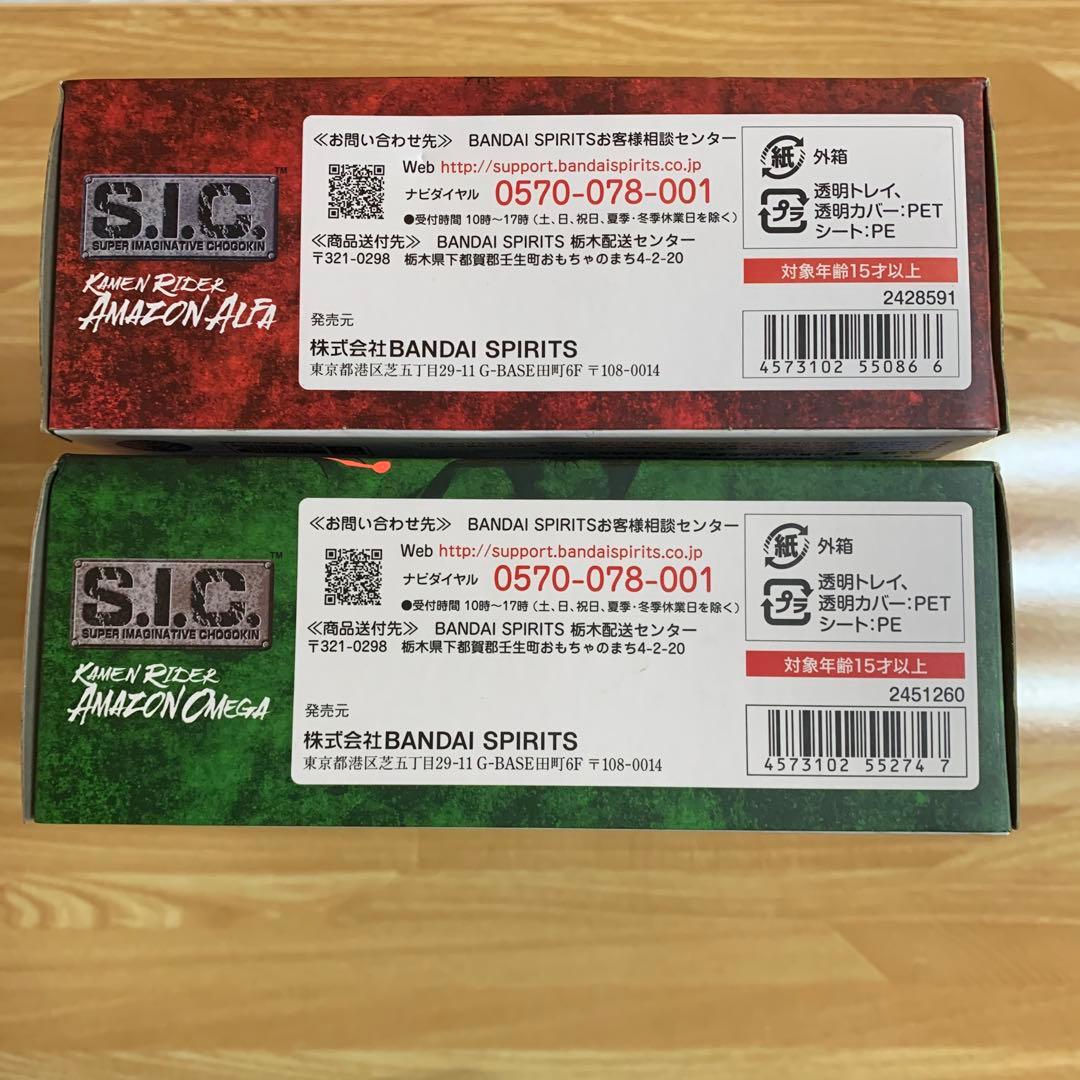 S.I.C.™
SUPER IMAGINATIVE CHOGOKIN
KAMEN RIDER
AMAZON ALFA
≪お問い合わせ先≫ BANDAI SPIRITSお客様相談センター
Web http://support.bandaispirits.co.jp
ナビダイヤル 0570-078-001
●受付時間 10時〜17時(土、日、祝日、夏季・冬季休業日を除く)
≪商品送付先≫ BANDAI SPIRITS 栃木配送センター
〒321-0298 栃木県下都賀郡壬生町おもちゃのまち4-2-20
発売元
株式会社BANDAI SPIRITS
東京都港区芝五丁目29-11 G-BASE田町6F 〒108-0014
紙 外箱
プラ 透明トレイ、
透明カバー:PET
シート:PE
対象年齢15才以上
2428591
4573102 55086 6
S.I.C.™
SUPER IMAGINATIVE CHOGOKIN
KAMEN RIDER
AMAZON OMEGA
≪お問い合わせ先≫ BANDAI SPIRITSお客様相談センター
Web http://support.bandaispirits.co.jp
ナビダイヤル 0570-078-001
●受付時間 10時〜17時(土、日、祝日、夏季・冬季休業日を除く)
≪商品送付先≫ BANDAI SPIRITS 栃木配送センター
〒321-0298 栃木県下都賀郡壬生町おもちゃのまち4-2-20
発売元
株式会社BANDAI SPIRITS
東京都港区芝五丁目29-11 G-BASE田町6F 〒108-0014
紙 外箱
プラ 透明トレイ、
透明カバー:PET
シート:PE
対象年齢15才以上
2451260
4573102 55274 7